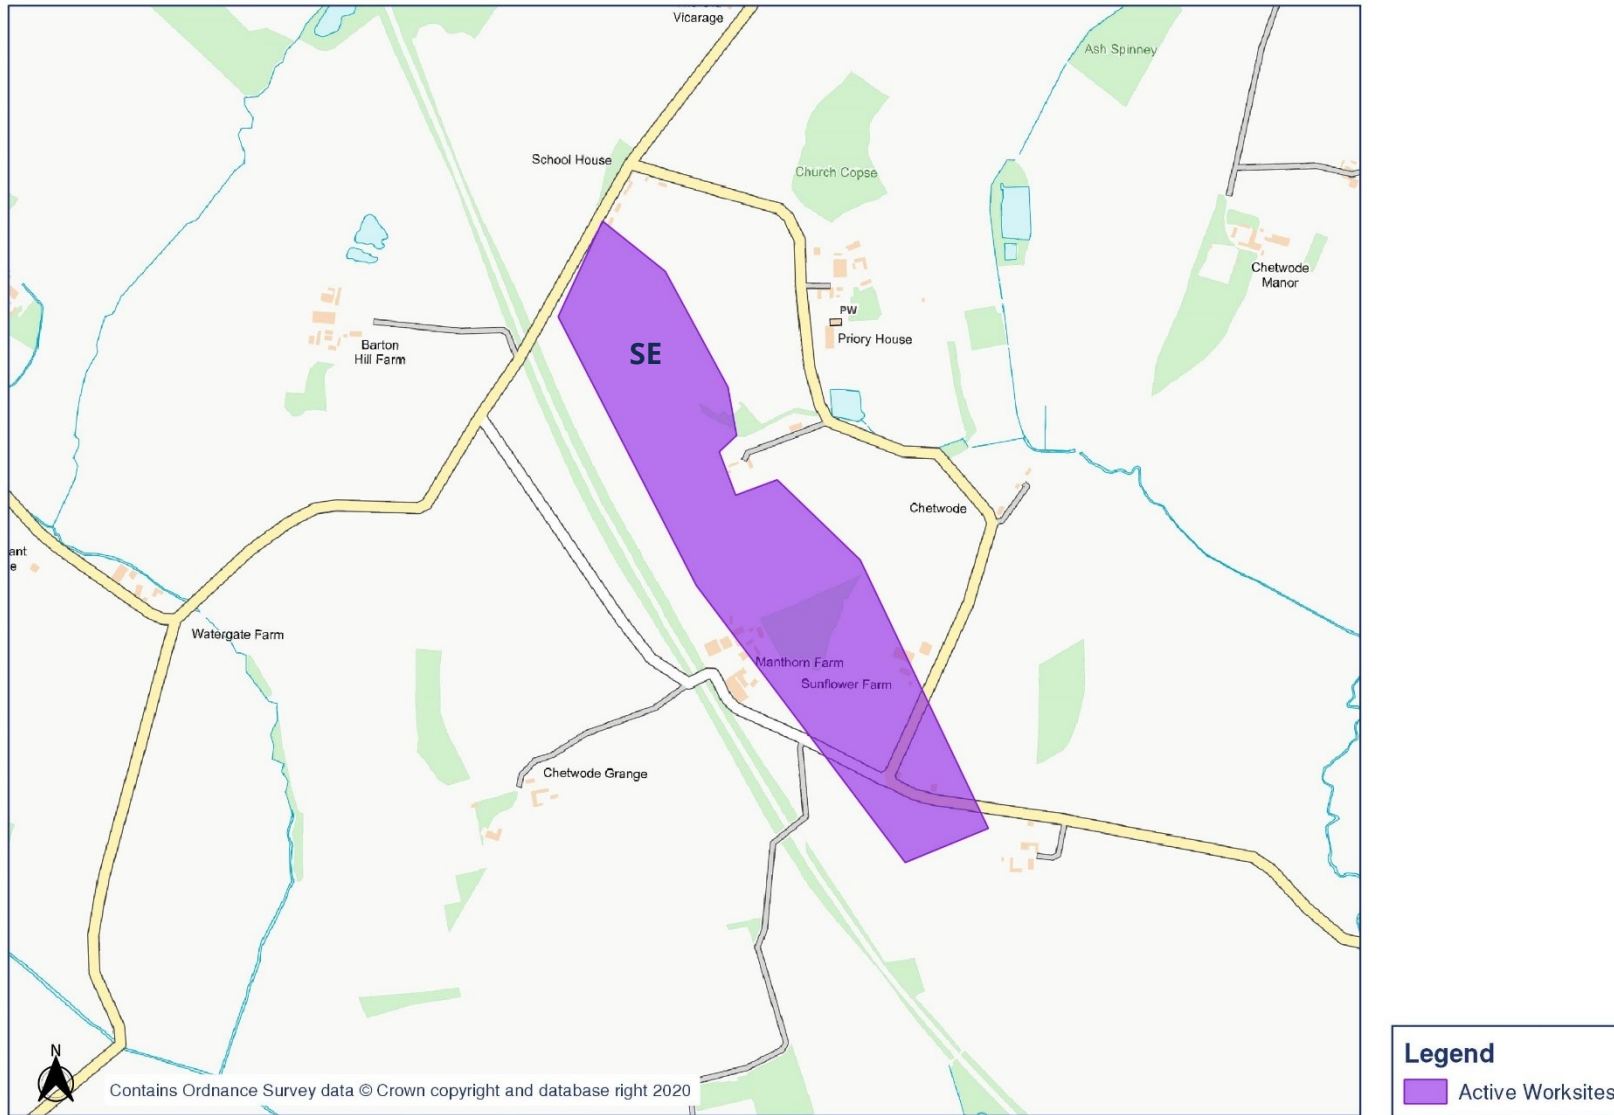 Vicarage
Ash Spinney
School House
Church Copse
Chetwode
Manor
PW
Priory House
Barton
Hill Farm
SE
Chetwode
Watergate Farm
Manthorn Farm
Sunflower Farm
Chetwode Grange
N
Contains Ordnance Survey data © Crown copyright and database right 2020
Legend
Active Worksites